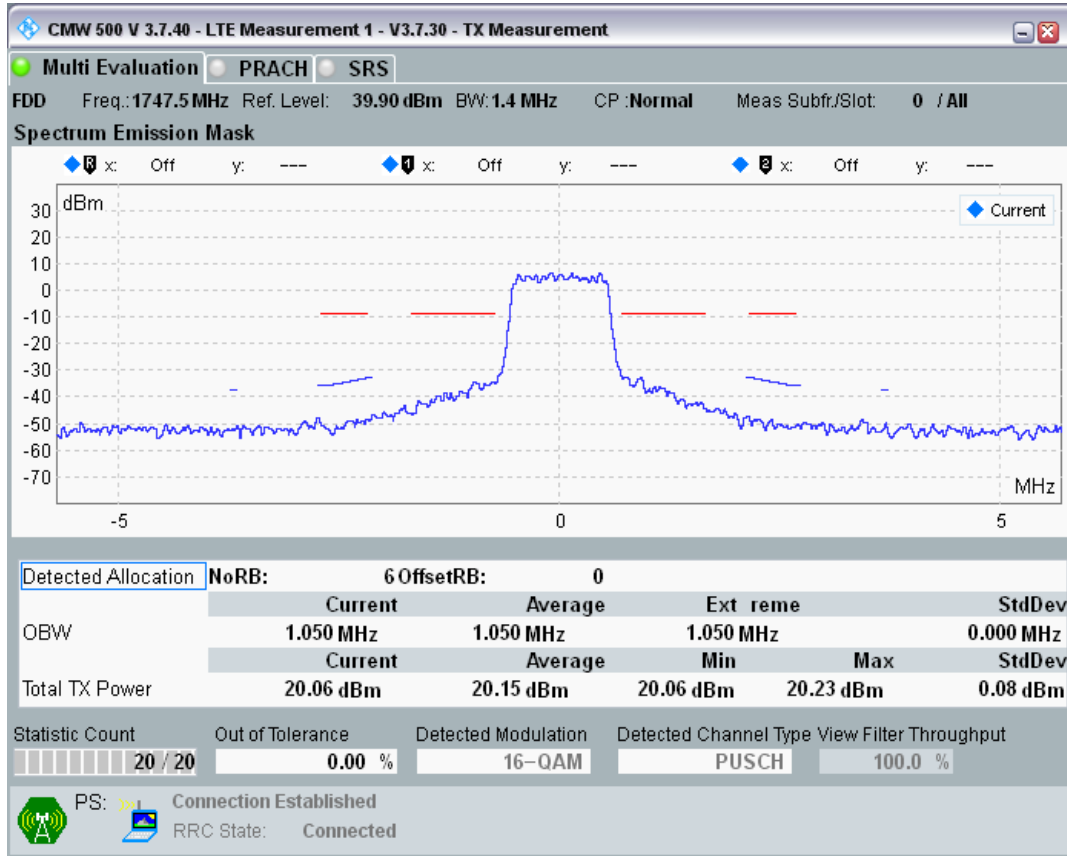 CMW 500 V 3.7.40 - LTE Measurement 1 - V3.7.30 - TX Measurement
Multi Evaluation PRACH SRS
FDD Freq.: 1747.5 MHz Ref. Level: 39.90 dBm BW: 1.4 MHz CP :Normal Meas Subfr./Slot: 0 / All
Spectrum Emission Mask
R x: Off y: --- 1 x: Off y: --- 2 x: Off y: ---
dBm
Current
30
20
10
0
-10
-20
-30
-40
-50
-60
-70
MHz
-5 0 5
Detected Allocation NoRB: 6 OffsetRB: 0
Current Average Ext reme StdDev
OBW 1.050 MHz 1.050 MHz 1.050 MHz 0.000 MHz
Current Average Min Max StdDev
Total TX Power 20.06 dBm 20.15 dBm 20.06 dBm 20.23 dBm 0.08 dBm
Statistic Count Out of Tolerance Detected Modulation Detected Channel Type View Filter Throughput
20 / 20 0.00 % 16-QAM PUSCH 100.0 %
PS: Connection Established
RRC State: Connected